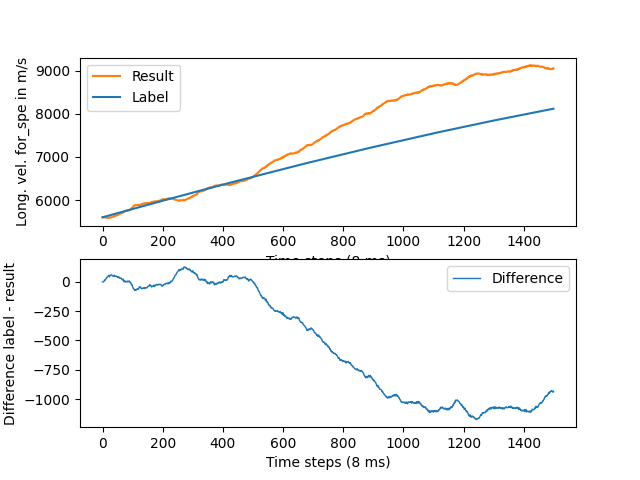 Long. vel. for_spe in m/s
9000
8000
7000
6000
Result
Label
0 200 400 600 800 1000 1200 1400
Time steps (8 ms)
Difference label - result
0
−250
−500
−750
−1000
Difference
0 200 400 600 800 1000 1200 1400
Time steps (8 ms)